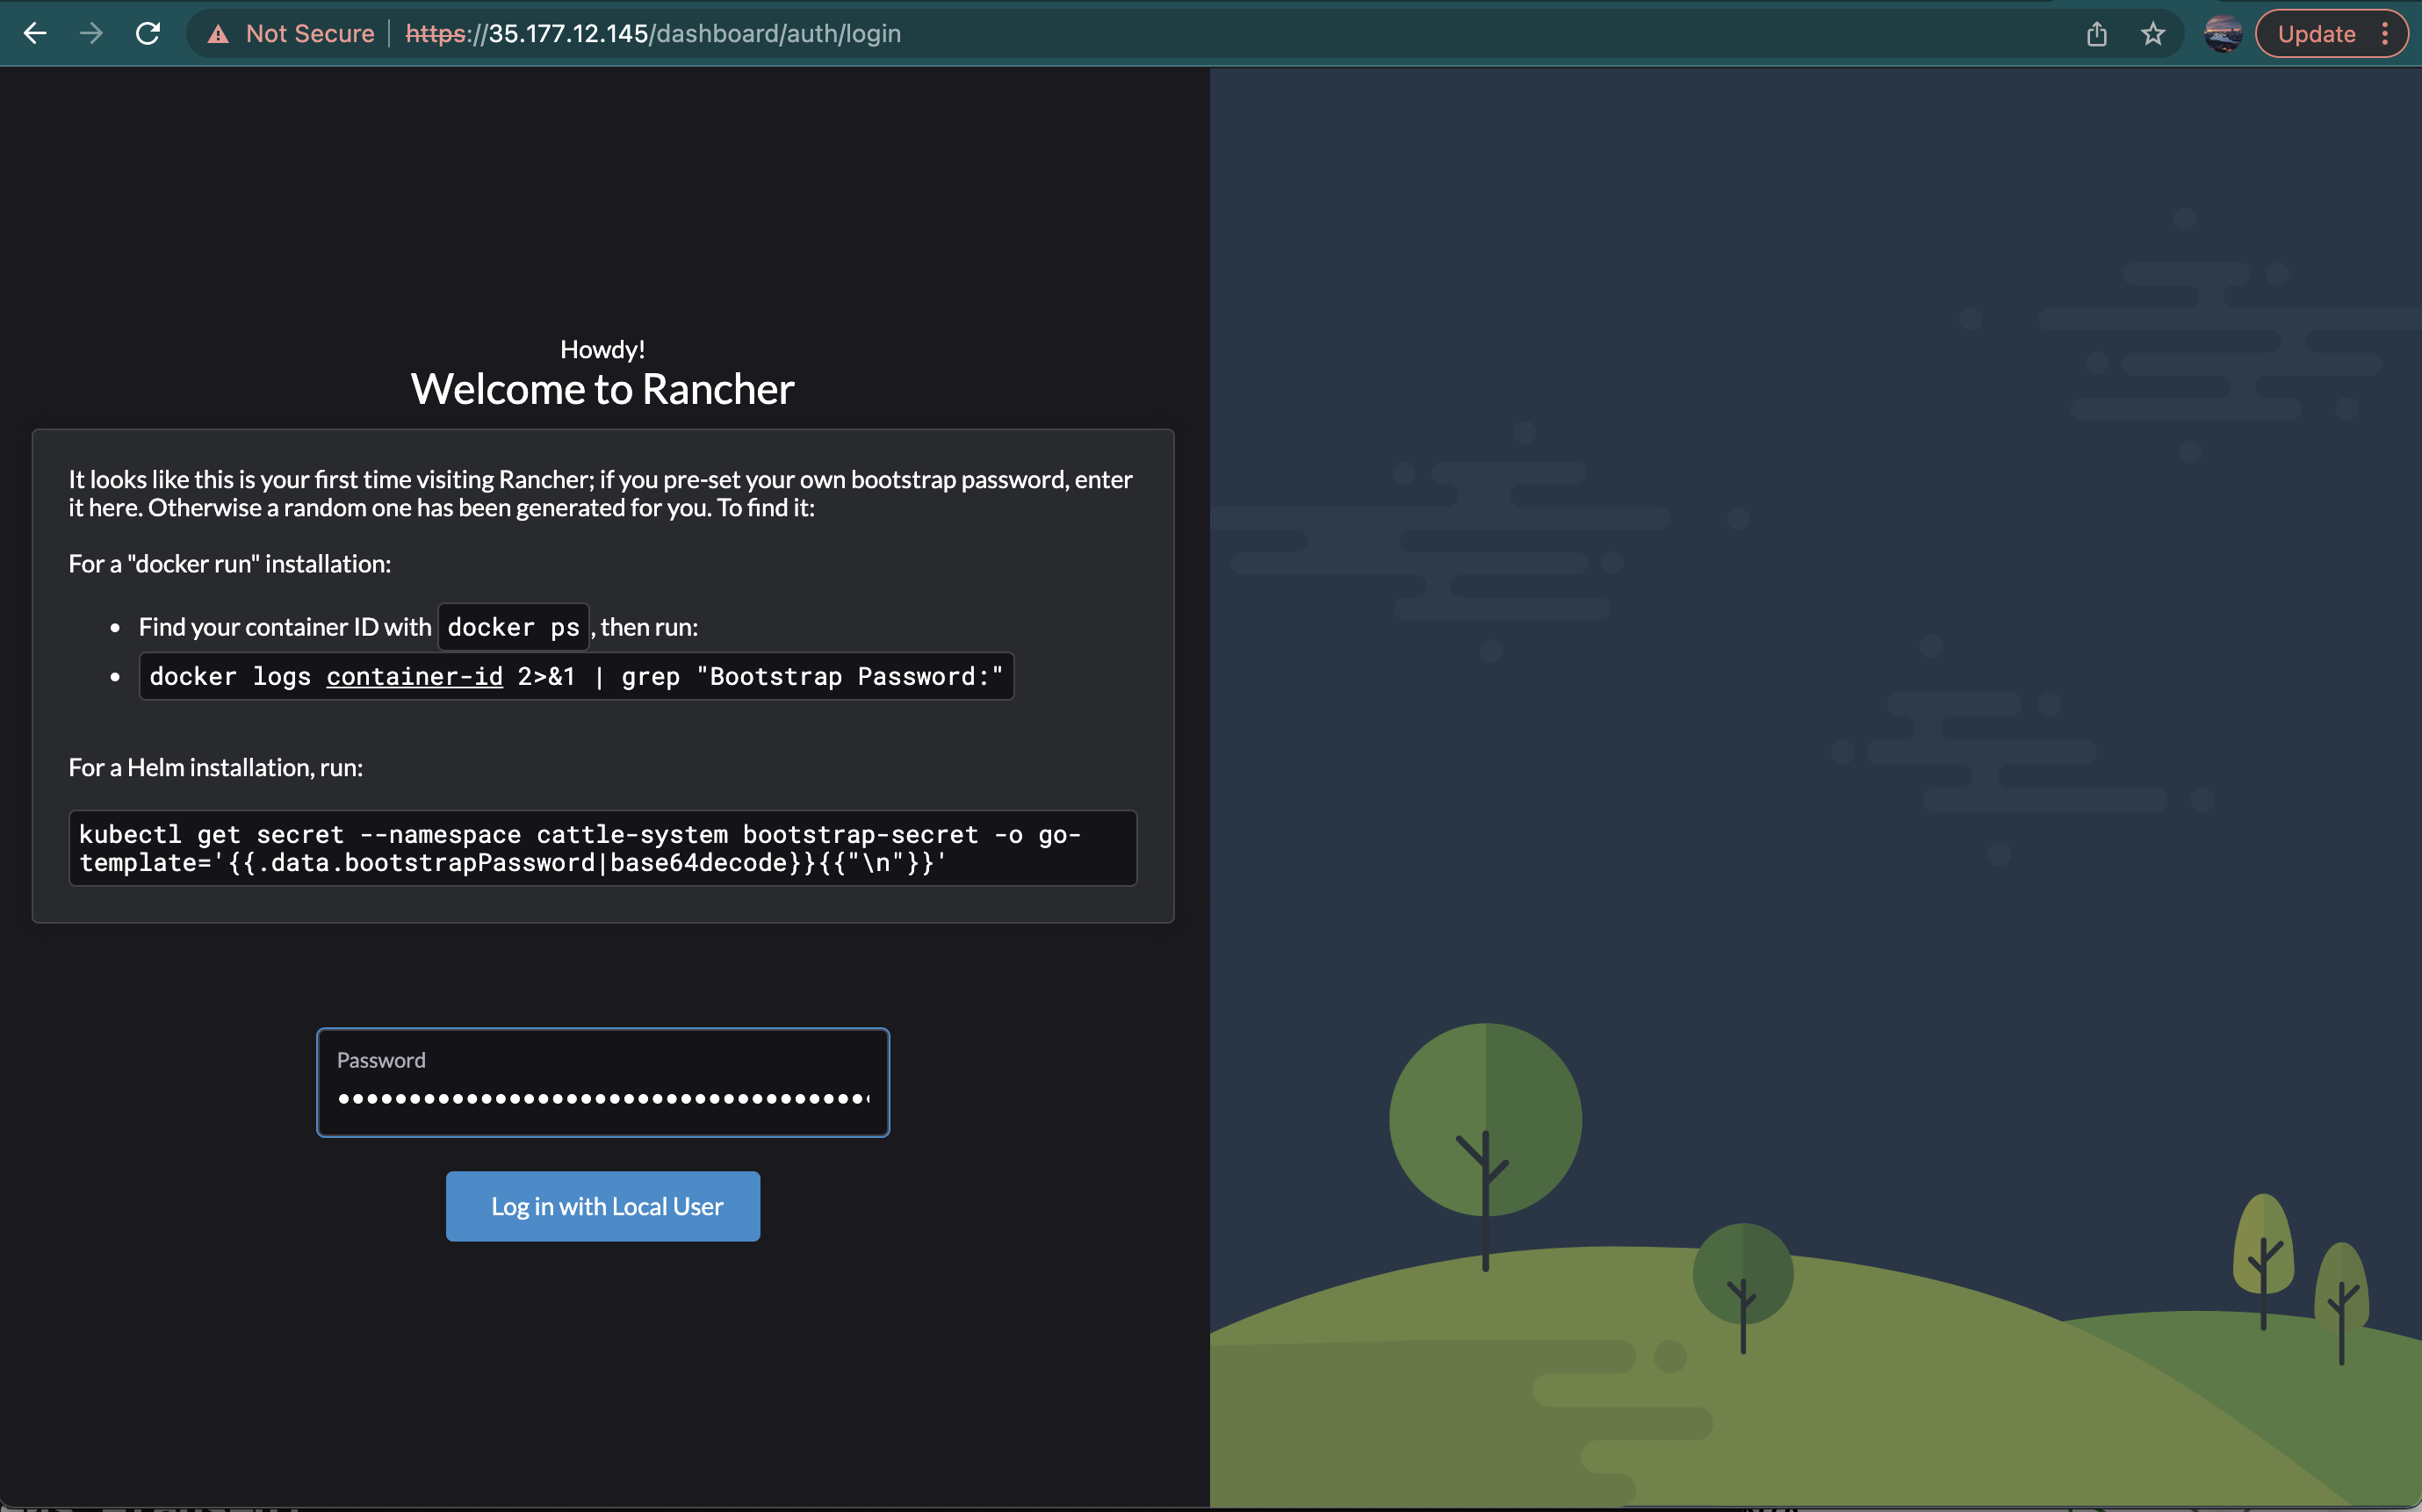 Not Secure https://35.177.12.145/dashboard/auth/login Update
Howdy!
Welcome to Rancher
It looks like this is your first time visiting Rancher; if you pre-set your own bootstrap password, enter
it here. Otherwise a random one has been generated for you. To find it:
For a "docker run" installation:
• Find your container ID with docker ps , then run:
• docker logs container-id 2>&1 | grep "Bootstrap Password:"
For a Helm installation, run:
kubectl get secret --namespace cattle-system bootstrap-secret -o go-
template='{{.data.bootstrapPassword|base64decode}}{{"\n"}}'
Password
Log in with Local User